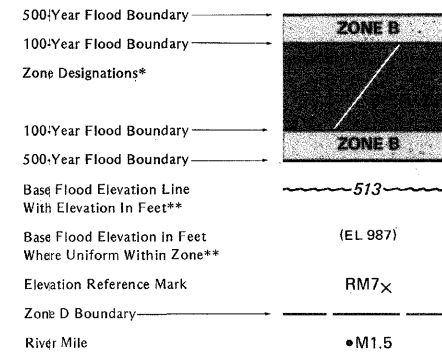 500-Year Flood Boundary
ZONE B
100-Year Flood Boundary
Zone Designations*
100-Year Flood Boundary
ZONE B
500-Year Flood Boundary
Base Flood Elevation Line
With Elevation In Feet**
513
Base Flood Elevation in Feet
Where Uniform Within Zone**
(EL 987)
Elevation Reference Mark
RM7×
Zone D Boundary
River Mile
•M1.5